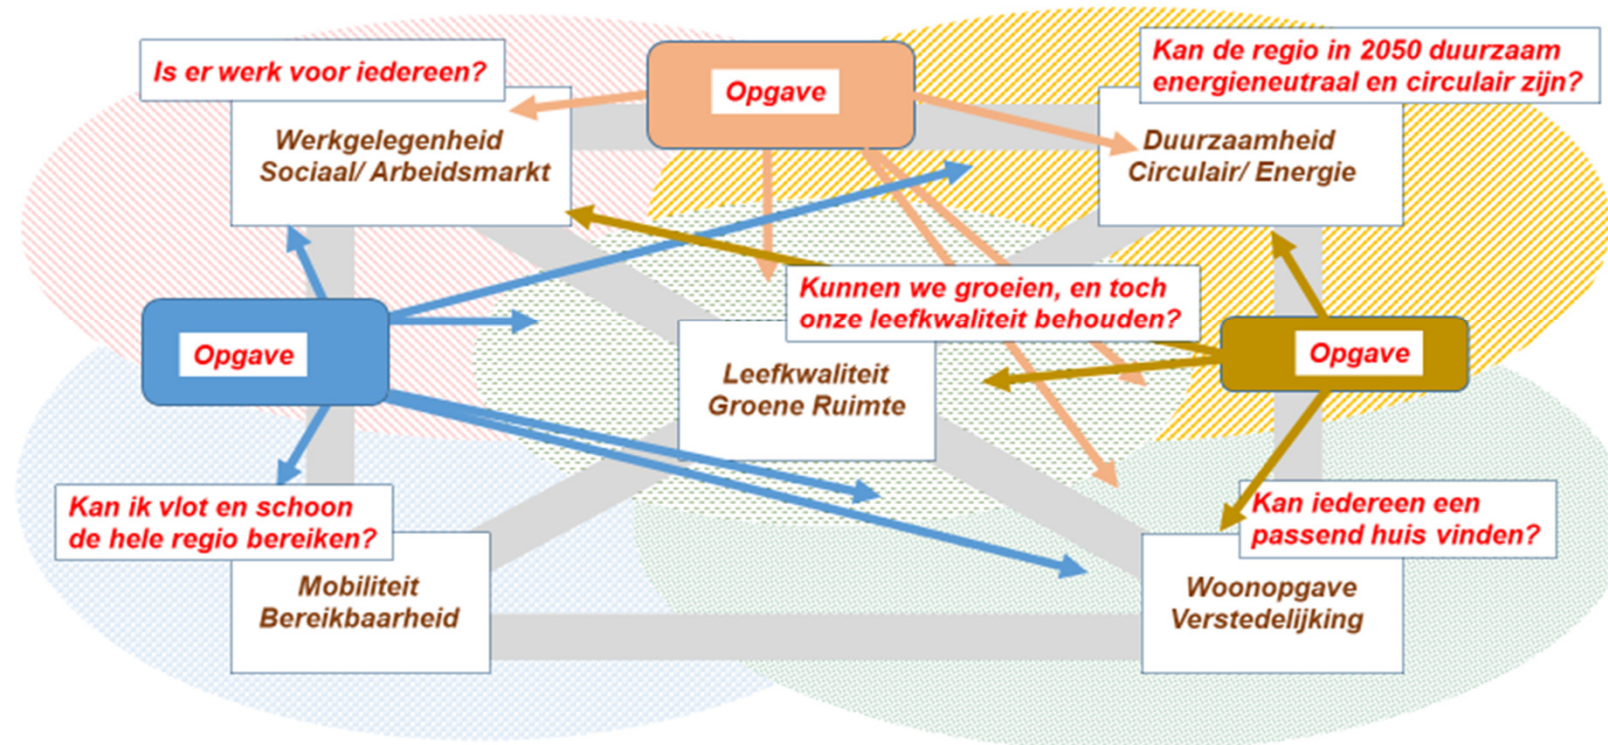 Is er werk voor iedereen?
Opgave
Kan de regio in 2050 duurzaam
energieneutraal en circulair zijn?
Werkgelegenheid
Sociaal/ Arbeidsmarkt
Duurzaamheid
Circulair/ Energie
Kunnen we groeien, en toch
onze leefkwaliteit behouden?
Opgave
Opgave
Leefkwaliteit
Groene Ruimte
Kan ik vlot en schoon
de hele regio bereiken?
Kan iedereen een
passend huis vinden?
Mobiliteit
Bereikbaarheid
Woonopgave
Verstedelijking